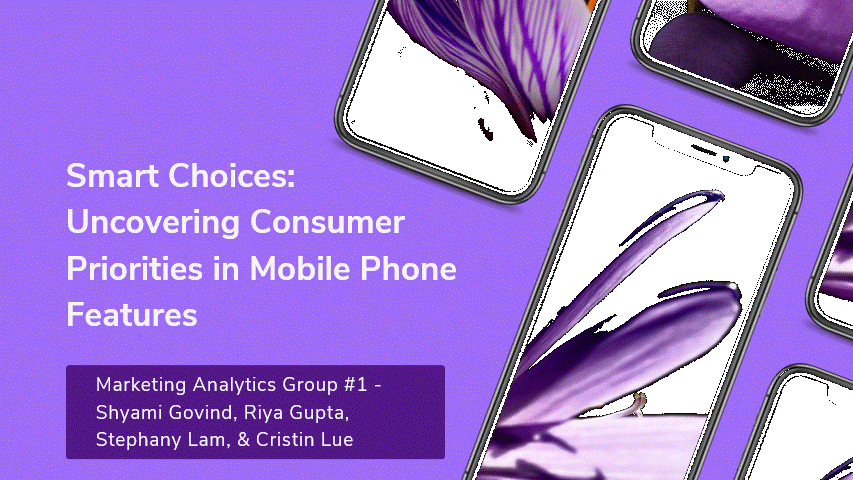 Smart Choices:
Uncovering Consumer
Priorities in Mobile Phone
Features
Marketing Analytics Group #1 -
Shyami Govind, Riya Gupta,
Stephany Lam, & Cristin Lue